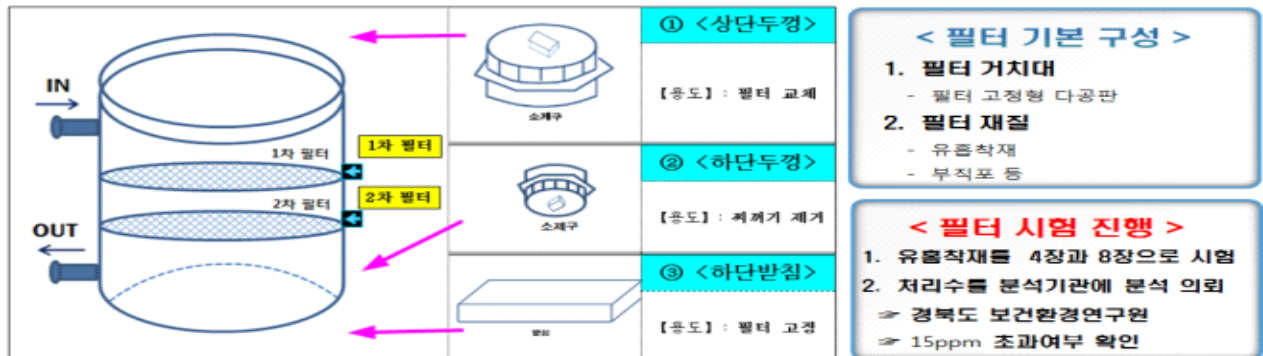 IN
OUT
1차 필터
2차 필터
1차 필터
2차 필터
소제구
소제구
받침
① <상단두껑>
【용도】 : 필터 교체
② <하단두껑>
【용도】 : 찌꺼기 제거
③ <하단받침>
【용도】 : 필터 고정
< 필터 기본 구성 >
1. 필터 거치대
- 필터 고정형 다공판
2. 필터 재질
- 유흡착재
- 부직포 등
< 필터 시험 진행 >
1. 유흡착재를 4장과 8장으로 시험
2. 처리수를 분석기관에 분석 의뢰
☞ 경북도 보건환경연구원
☞ 15ppm 초과여부 확인